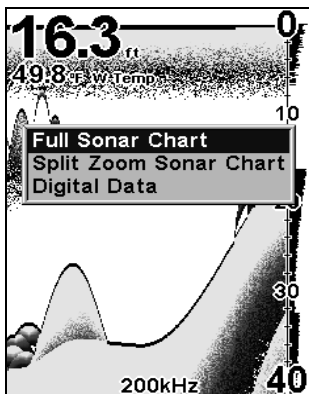 16.3 ft 0
49.8 °F W-Temp
10
Full Sonar Chart
Split Zoom Sonar Chart
Digital Data
20
30
200kHz 40